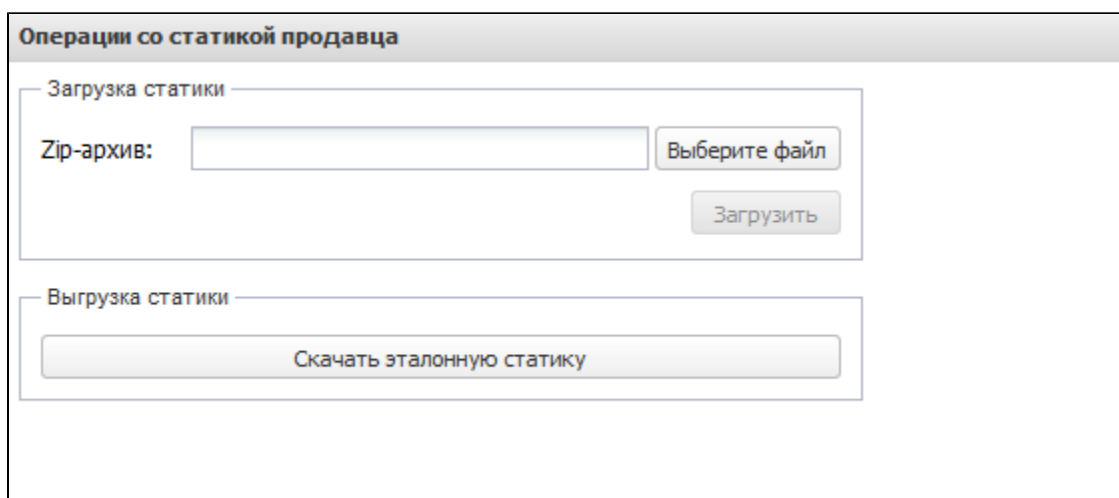 Операции со статикой продавца
Загрузка статики
Zip-архив: Выберите файл
Загрузить
Выгрузка статики
Скачать эталонную статику